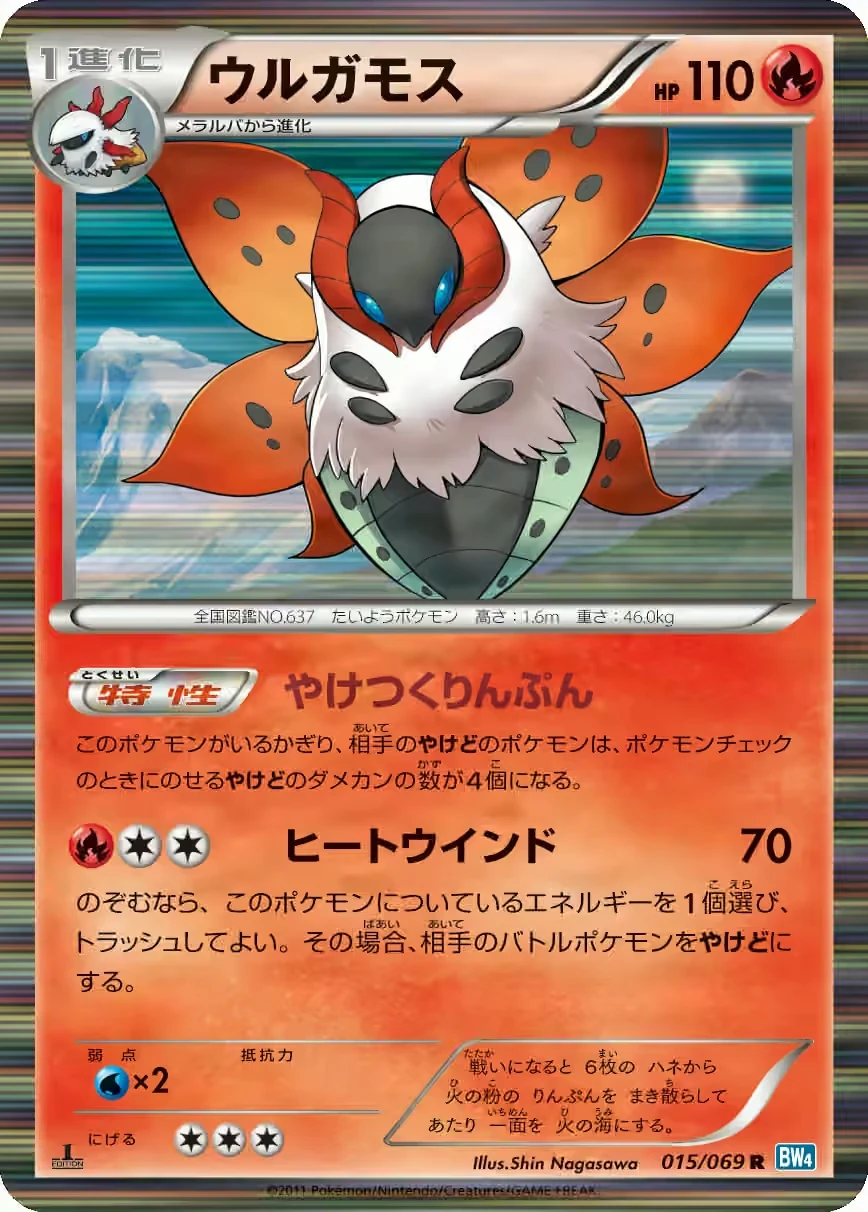 1進化
ウルガモス
HP 110
メラルバから進化
全国図鑑NO.637 たいようポケモン 高さ:1.6m 重さ:46.0kg
とくせい
特性 やけつくりんぷん
このポケモンがいるかぎり、相手のやけどのポケモンは、ポケモンチェック
のときにのせるやけどのダメカンの数が4個になる。
ヒートウインド 70
のぞむなら、このポケモンについているエネルギーを1個選び、
トラッシュしてよい。その場合、相手のバトルポケモンをやけどに
する。
弱点 抵抗力
×2
にげる
戦いになると 6枚の ハネから
火の粉の りんぷんを まき散らして
あたり 一面を 火の海にする。
1 EDITION
Illus.Shin Nagasawa 015/069 R BW4
©2011 Pokémon/Nintendo/Creatures/GAME FREAK.